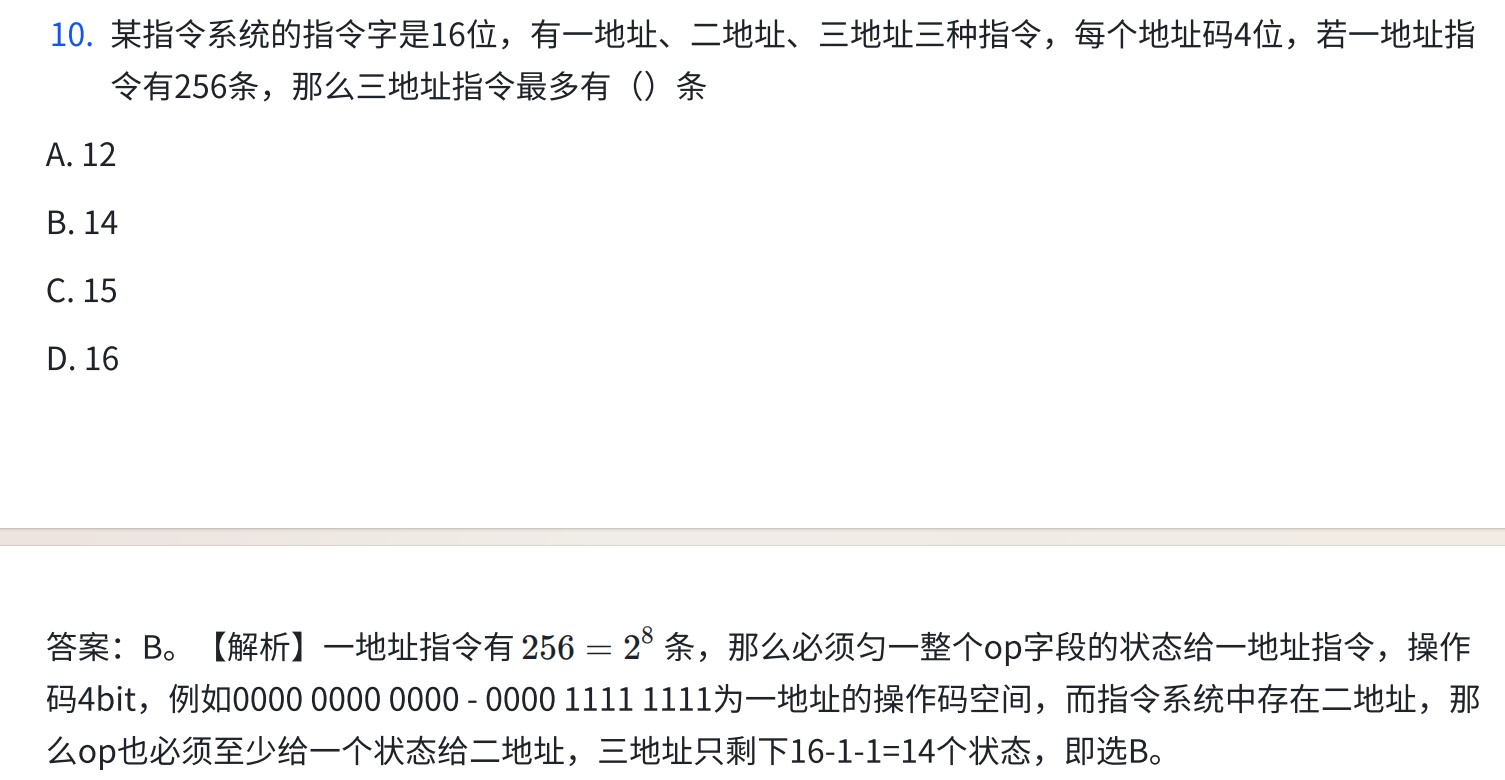 10. 某指令系统的指令字是16位，有一地址、二地址、三地址三种指令，每个地址码4位，若一地址指
令有256条，那么三地址指令最多有（）条
A. 12
B. 14
C. 15
D. 16
答案：B。【解析】一地址指令有 256 = 2⁸ 条，那么必须匀一整个op字段的状态给一地址指令，操作
码4bit，例如0000 0000 0000 - 0000 1111 1111为一地址的操作码空间，而指令系统中存在二地址，那
么op也必须至少给一个状态给二地址，三地址只剩下16-1-1=14个状态，即选B。